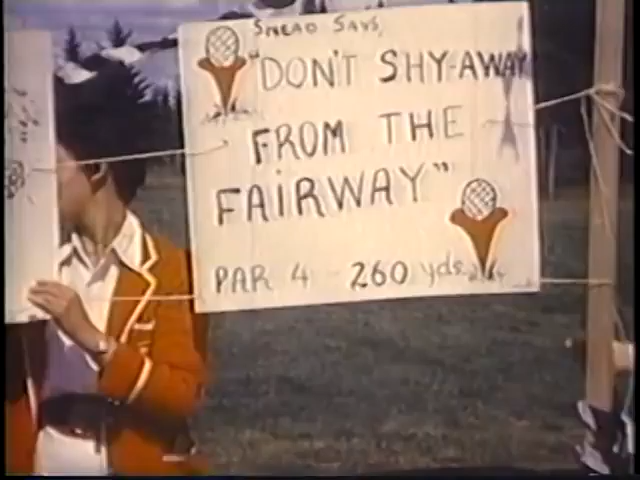 SNEAD SAYS,
"DON'T SHY-AWAY
FROM THE
FAIRWAY"
PAR 4 - 260 yds.